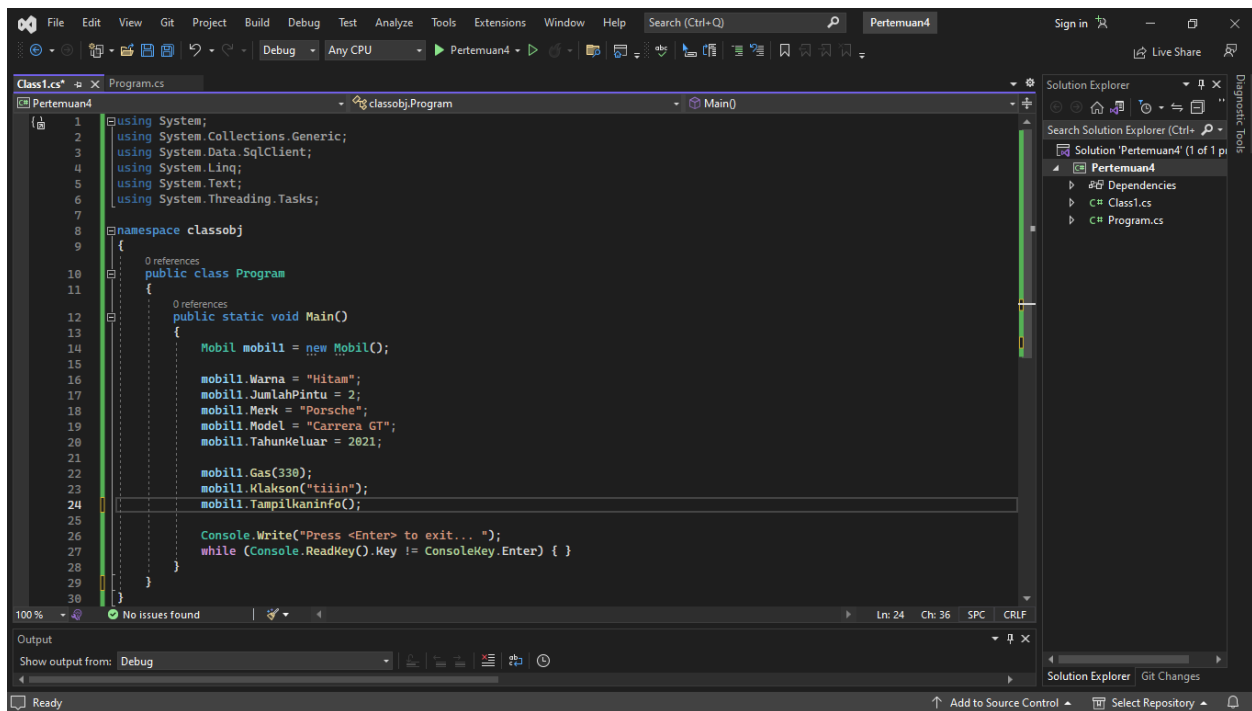 File Edit View Git Project Build Debug Test Analyze Tools Extensions Window Help Search (Ctrl+Q) Pertemuan4 Sign in
Debug Any CPU Pertemuan4 Live Share
Class1.cs* Program.cs
Pertemuan4 classobj.Program Main()
1 using System;
2 using System.Collections.Generic;
3 using System.Data.SqlClient;
4 using System.Linq;
5 using System.Text;
6 using System.Threading.Tasks;
7
8 namespace classobj
9 {
0 references
10 public class Program
11 {
0 references
12 public static void Main()
13 {
14 Mobil mobil1 = new Mobil();
15
16 mobil1.Warna = "Hitam";
17 mobil1.JumlahPintu = 2;
18 mobil1.Merk = "Porsche";
19 mobil1.Model = "Carrera GT";
20 mobil1.TahunKeluar = 2021;
21
22 mobil1.Gas(330);
23 mobil1.Klakson("tiiin");
24 mobil1.Tampilkaninfo();
25
26 Console.Write("Press <Enter> to exit... ");
27 while (Console.ReadKey().Key != ConsoleKey.Enter) { }
28 }
29 }
30 }
100 % No issues found Ln: 24 Ch: 36 SPC CRLF
Output
Show output from: Debug
Solution Explorer
Search Solution Explorer (Ctrl+
Solution 'Pertemuan4' (1 of 1 pr
Pertemuan4
Dependencies
C# Class1.cs
C# Program.cs
Solution Explorer Git Changes
Diagnostic Tools
Ready Add to Source Control Select Repository